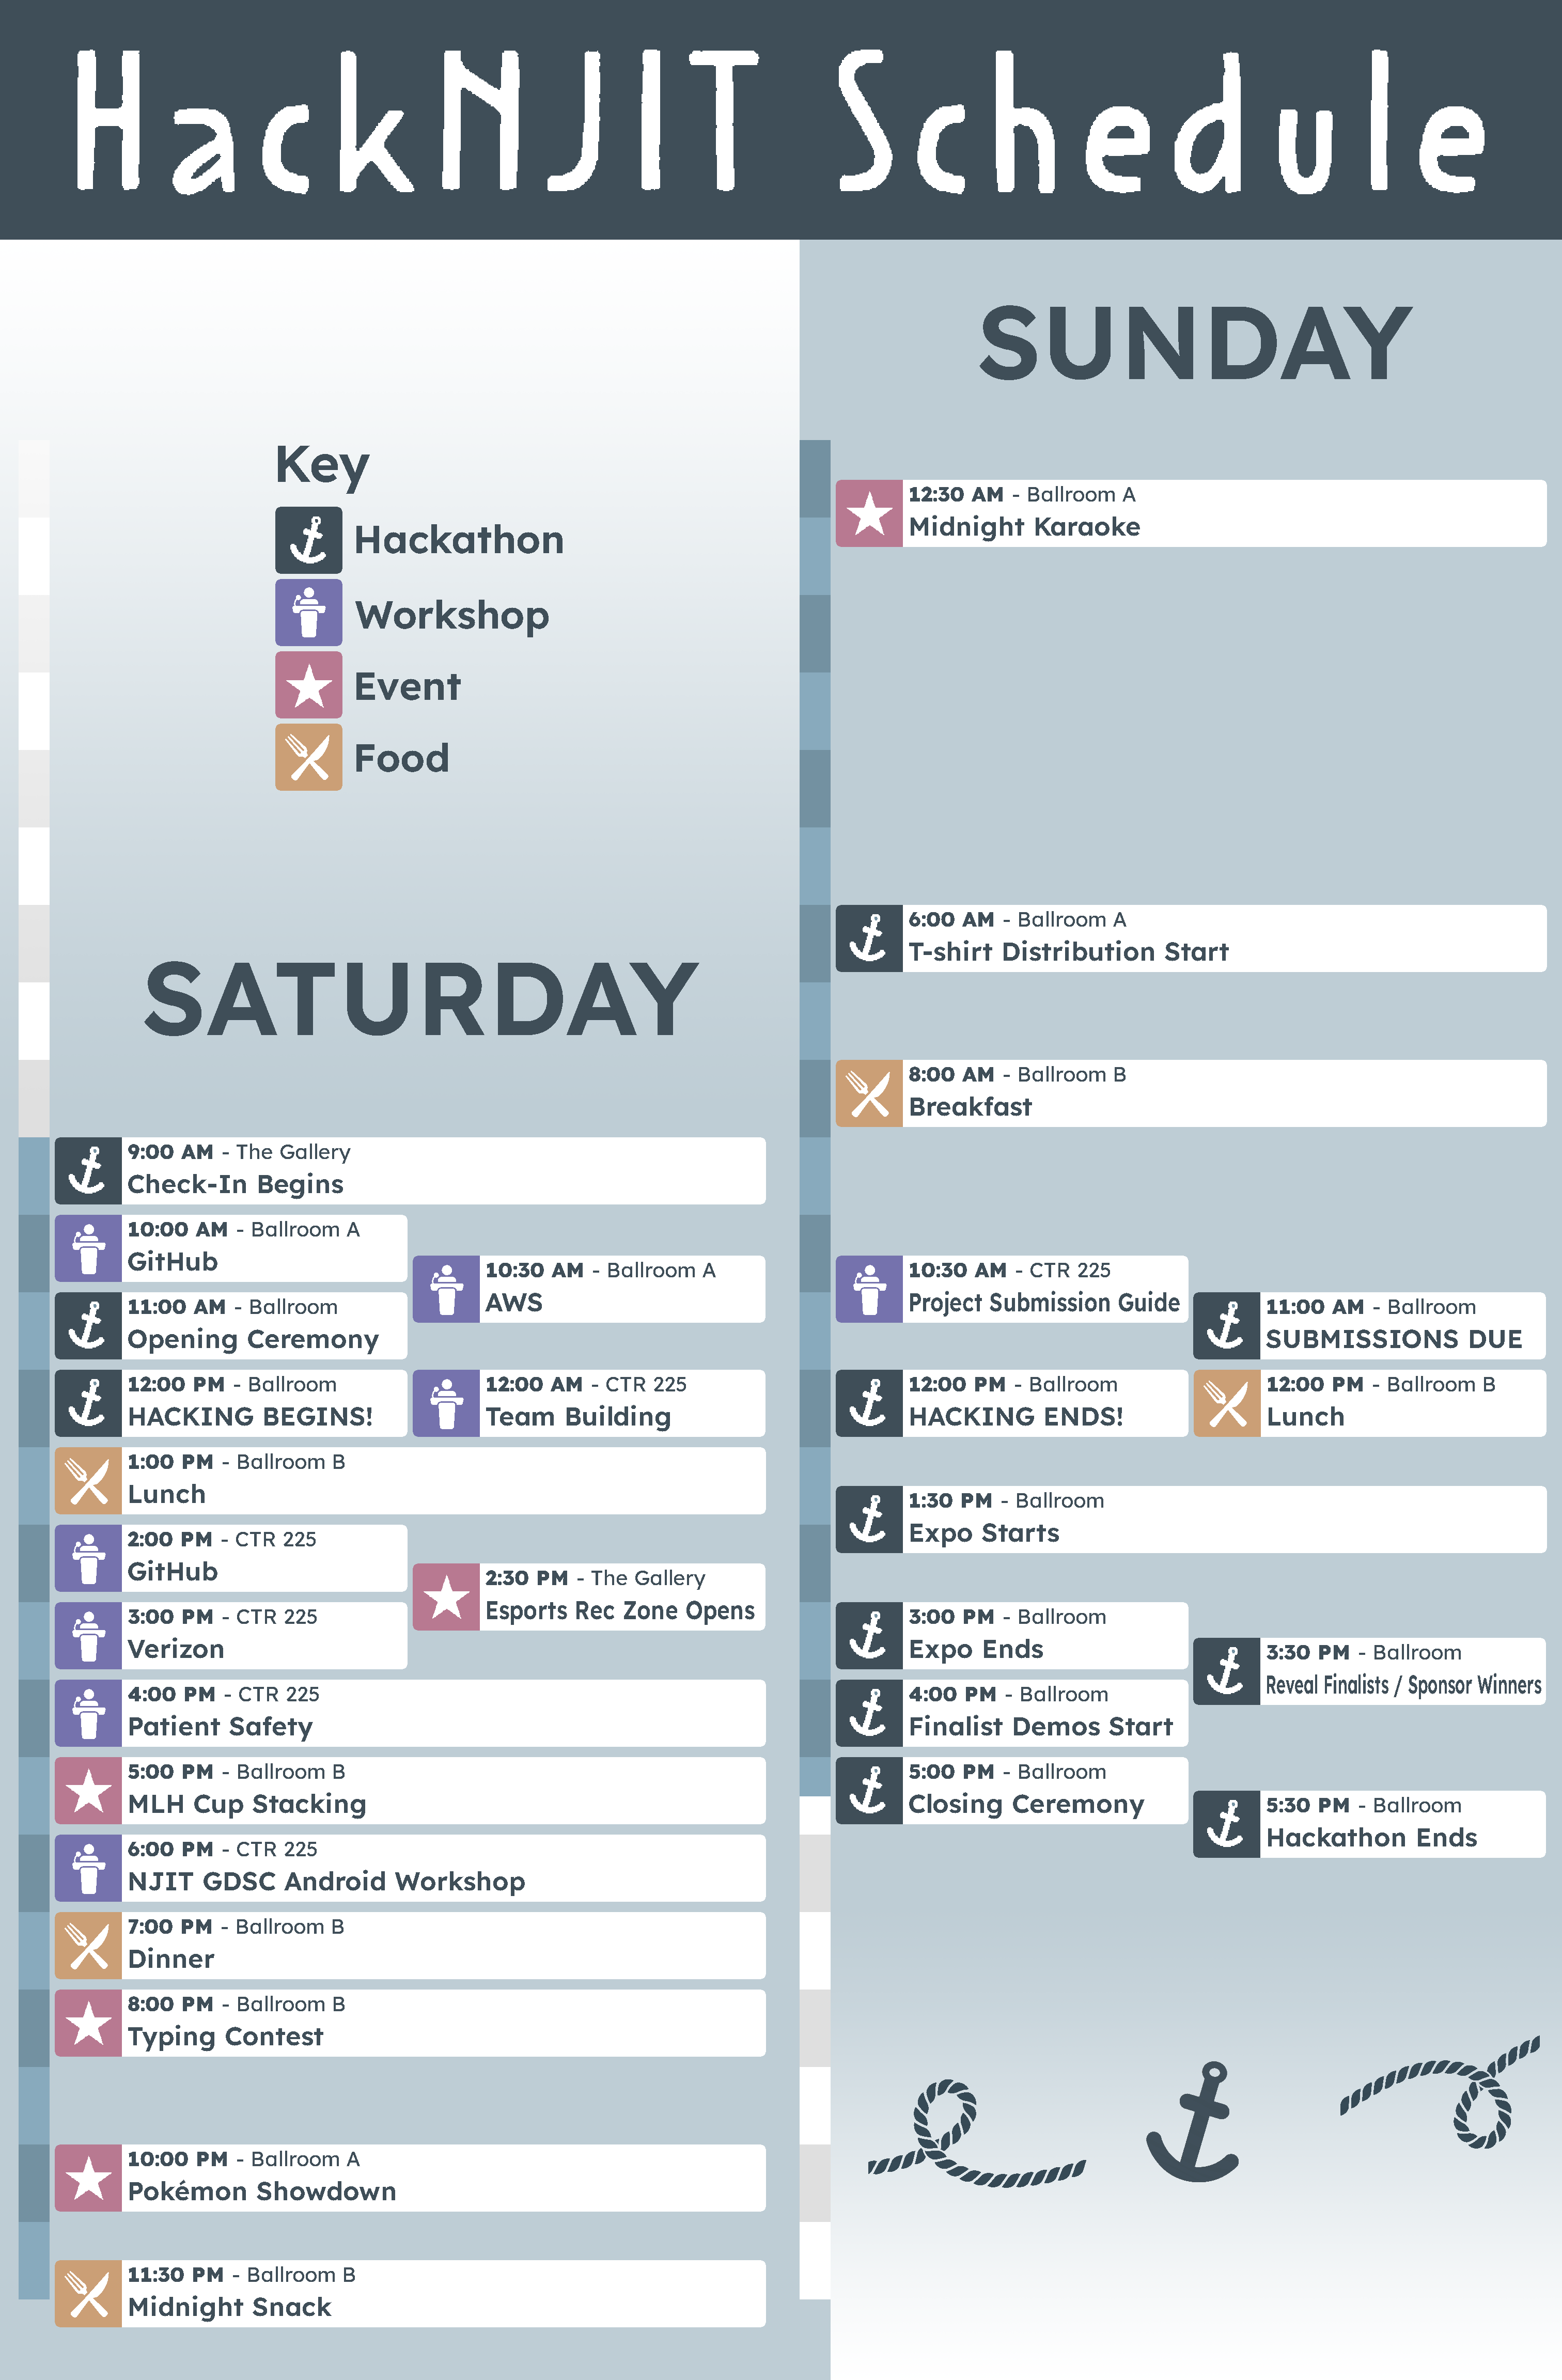 HackNJIT Schedule
Key
Hackathon
Workshop
Event
Food
SATURDAY
9:00 AM - The Gallery
Check-In Begins
10:00 AM - Ballroom A
GitHub
10:30 AM - Ballroom A
AWS
11:00 AM - Ballroom
Opening Ceremony
12:00 PM - Ballroom
HACKING BEGINS!
12:00 AM - CTR 225
Team Building
1:00 PM - Ballroom B
Lunch
2:00 PM - CTR 225
GitHub
2:30 PM - The Gallery
Esports Rec Zone Opens
3:00 PM - CTR 225
Verizon
4:00 PM - CTR 225
Patient Safety
5:00 PM - Ballroom B
MLH Cup Stacking
6:00 PM - CTR 225
NJIT GDSC Android Workshop
7:00 PM - Ballroom B
Dinner
8:00 PM - Ballroom B
Typing Contest
10:00 PM - Ballroom A
Pokémon Showdown
11:30 PM - Ballroom B
Midnight Snack
SUNDAY
12:30 AM - Ballroom A
Midnight Karaoke
6:00 AM - Ballroom A
T-shirt Distribution Start
8:00 AM - Ballroom B
Breakfast
10:30 AM - CTR 225
Project Submission Guide
11:00 AM - Ballroom
SUBMISSIONS DUE
12:00 PM - Ballroom
HACKING ENDS!
12:00 PM - Ballroom B
Lunch
1:30 PM - Ballroom
Expo Starts
3:00 PM - Ballroom
Expo Ends
3:30 PM - Ballroom
Reveal Finalists / Sponsor Winners
4:00 PM - Ballroom
Finalist Demos Start
5:00 PM - Ballroom
Closing Ceremony
5:30 PM - Ballroom
Hackathon Ends